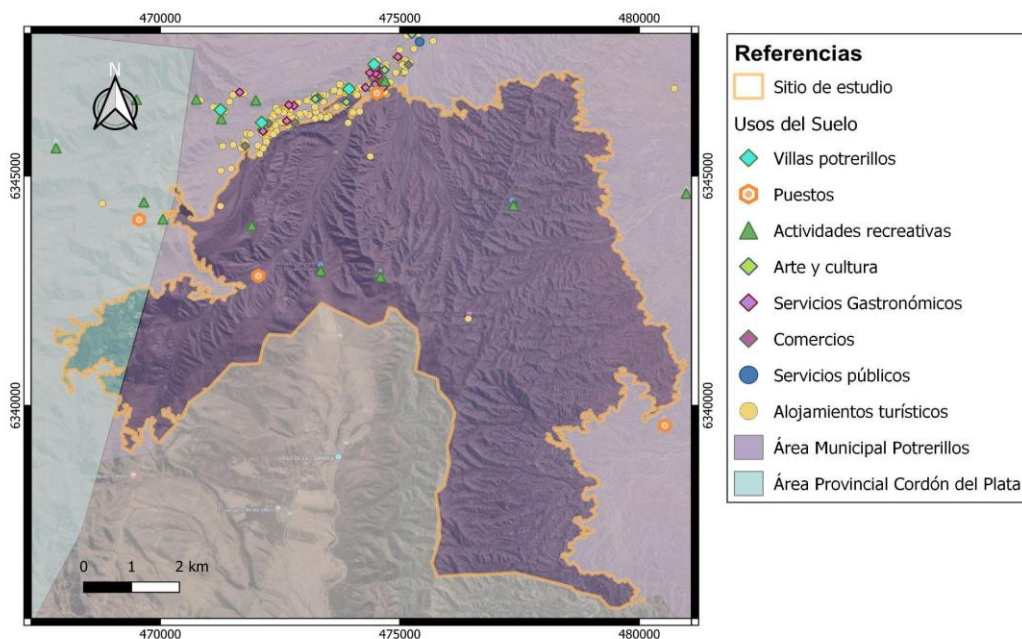 470000 475000 480000
N
6345000 6345000
6340000 6340000
0 1 2 km
470000 475000 480000
Referencias
Sitio de estudio
Usos del Suelo
Villas potrerillos
Puestos
Actividades recreativas
Arte y cultura
Servicios Gastronómicos
Comercios
Servicios públicos
Alojamientos turísticos
Área Municipal Potrerillos
Área Provincial Cordón del Plata